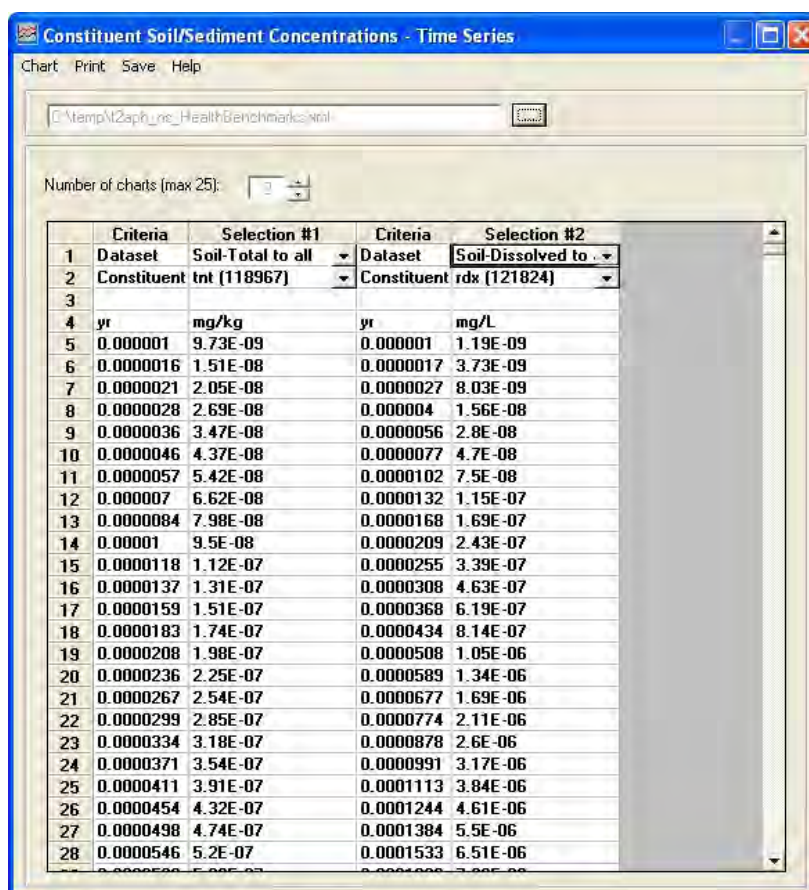 Constituent Soil/Sediment Concentrations - Time Series
Chart Print Save Help
Number of charts (max 25): 2
Criteria Selection #1 Criteria Selection #2
1 Dataset Soil-Total to all Dataset Soil-Dissolved to
2 Constituent tnt (118967) Constituent rdx (121824)
3
4 yr mg/kg yr mg/L
5 0.000001 9.73E-09 0.000001 1.19E-09
6 0.0000016 1.51E-08 0.0000017 3.73E-09
7 0.0000021 2.05E-08 0.0000027 8.03E-09
8 0.0000028 2.69E-08 0.000004 1.56E-08
9 0.0000036 3.47E-08 0.0000056 2.8E-08
10 0.0000046 4.37E-08 0.0000077 4.7E-08
11 0.0000057 5.42E-08 0.0000102 7.5E-08
12 0.000007 6.62E-08 0.0000132 1.15E-07
13 0.0000084 7.98E-08 0.0000168 1.69E-07
14 0.00001 9.5E-08 0.0000209 2.43E-07
15 0.0000118 1.12E-07 0.0000255 3.39E-07
16 0.0000137 1.31E-07 0.0000308 4.63E-07
17 0.0000159 1.51E-07 0.0000368 6.19E-07
18 0.0000183 1.74E-07 0.0000434 8.14E-07
19 0.0000208 1.98E-07 0.0000508 1.05E-06
20 0.0000236 2.25E-07 0.0000589 1.34E-06
21 0.0000267 2.54E-07 0.0000677 1.69E-06
22 0.0000299 2.85E-07 0.0000774 2.11E-06
23 0.0000334 3.18E-07 0.0000878 2.6E-06
24 0.0000371 3.54E-07 0.0000991 3.17E-06
25 0.0000411 3.91E-07 0.0001113 3.84E-06
26 0.0000454 4.32E-07 0.0001244 4.61E-06
27 0.0000498 4.74E-07 0.0001384 5.5E-06
28 0.0000546 5.2E-07 0.0001533 6.51E-06